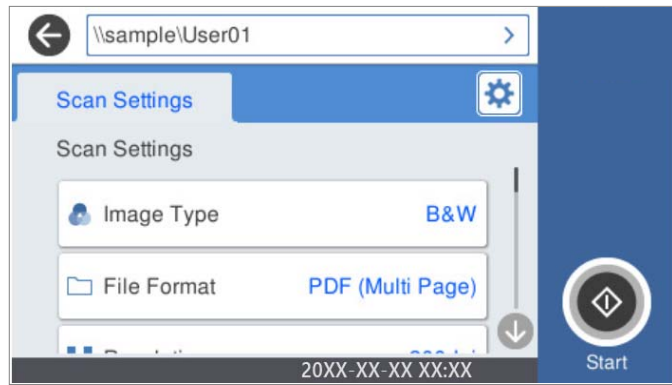 \\sample\User01
Scan Settings
Scan Settings
Image Type B&W
File Format PDF (Multi Page)
20XX-XX-XX XX:XX
Start